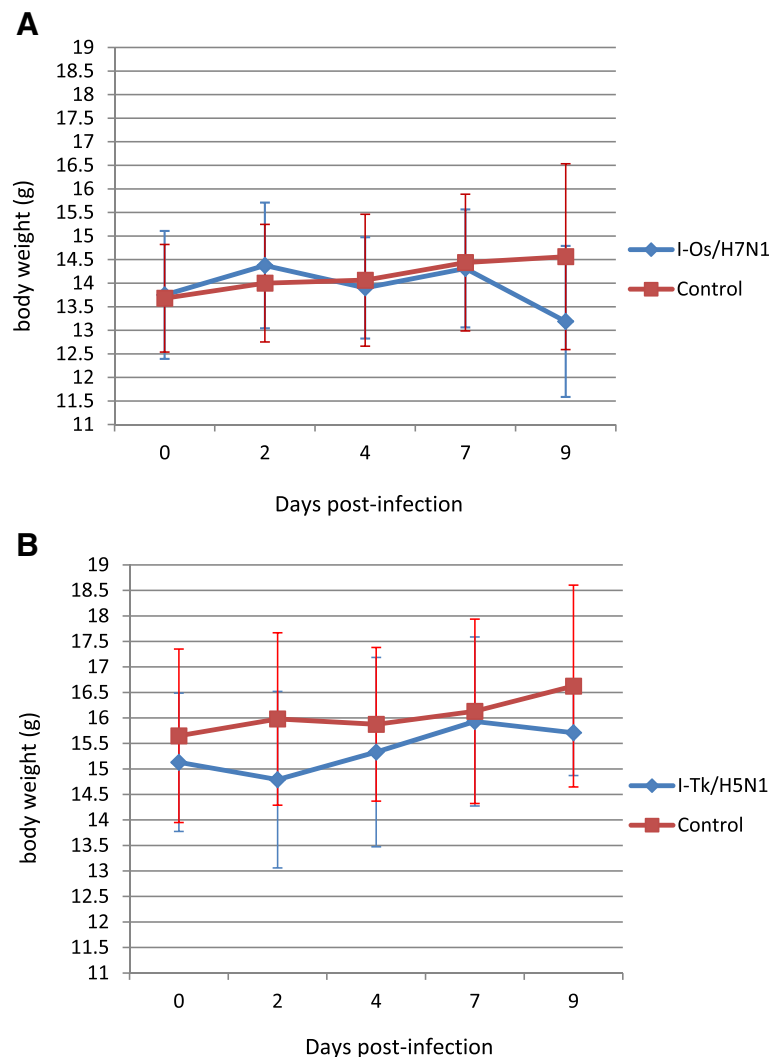 A
19
18.5
18
17.5
17
16.5
16
15.5
15
14.5
14
13.5
13
12.5
12
11.5
11
body weight (g)
0 2 4 7 9
Days post-infection
I-Os/H7N1
Control
B
19
18.5
18
17.5
17
16.5
16
15.5
15
14.5
14
13.5
13
12.5
12
11.5
11
body weight (g)
0 2 4 7 9
Days post-infection
I-Tk/H5N1
Control